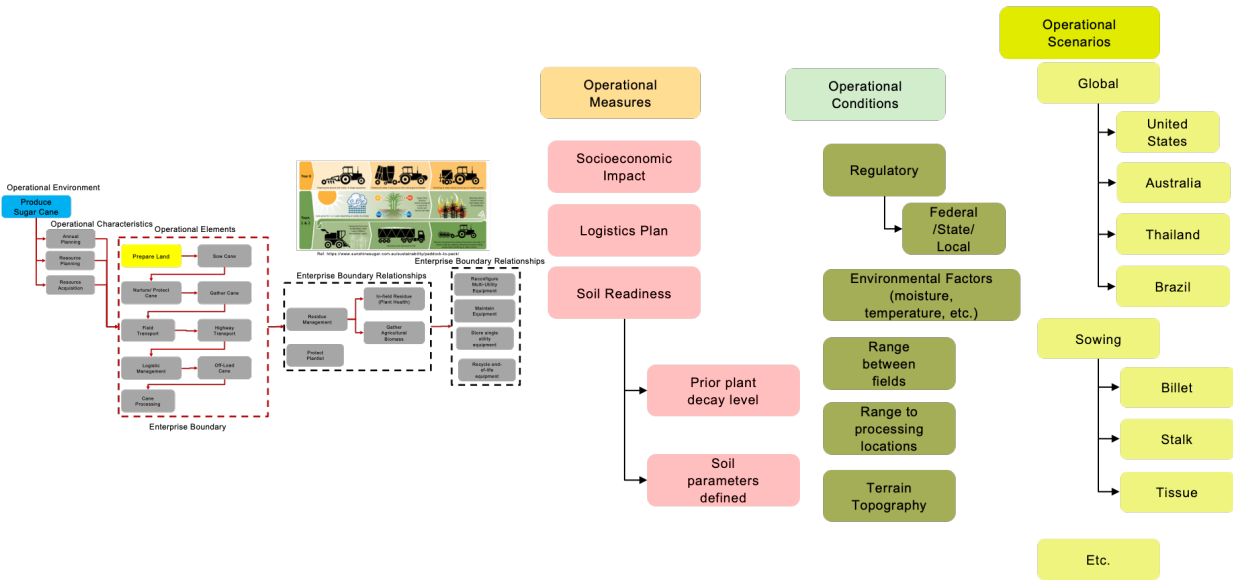 Operational Environment
Produce
Sugar Cane
Operational Characteristics
Annual
Planning
Resource
Planning
Resource
Acquisition
Operational Elements
Prepare Land
Sow Cane
Nurture/ Protect
Cane
Gather Cane
Field
Transport
Highway
Transport
Logistic
Management
Off-Load
Cane
Cane
Processing
Enterprise Boundary
Year 0
Enterprise Boundary Relationships
Residue
Management
In-field Residue
(Plant Health)
Gather
Agricultural
Biomass
Protect
Plantlet
Enterprise Boundary Relationships
Reconfigure
Multi-Utility
Equipment
Maintain
Equipment
Store single
utility
equipment
Recycle end-
of-life
equipment
Operational
Measures
Socioeconomic
Impact
Logistics Plan
Soil Readiness
Prior plant
decay level
Soil
parameters
defined
Operational
Conditions
Regulatory
Federal
/State/
Local
Environmental Factors
(moisture,
temperature, etc.)
Range
between
fields
Range to
processing
locations
Terrain
Topography
Operational
Scenarios
Global
United
States
Australia
Thailand
Brazil
Sowing
Billet
Stalk
Tissue
Etc.